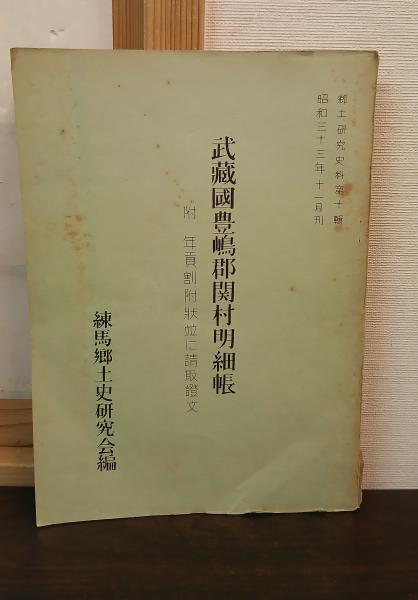 郷土研究史料第十輯
昭和三十三年十一月刊
武藏國豊嶋郡関村明細帳
附 年貢割附状並に請取證文
練馬郷土史研究会編